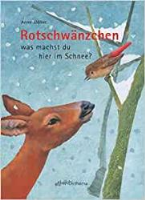 Rotschwänzchen
was machst du
hier im Schnee?